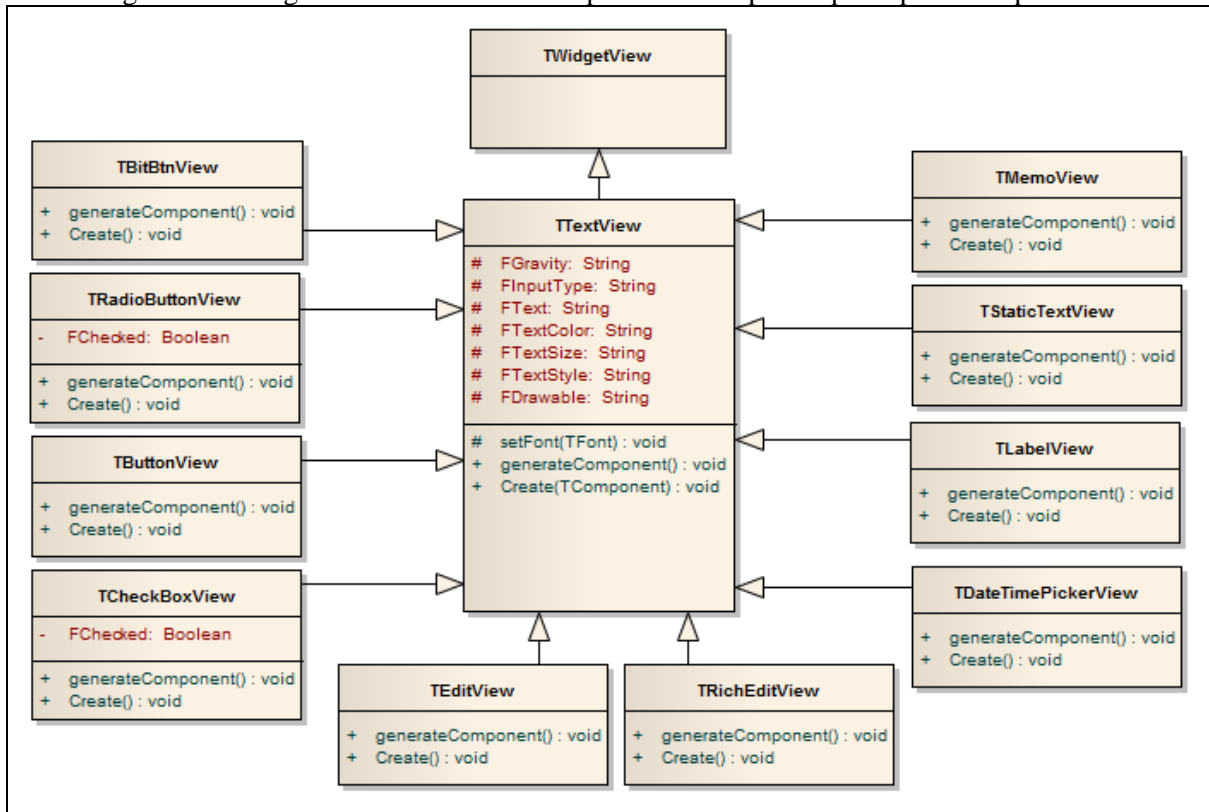 TWidgetView
TBitBtnView
+ generateComponent() : void
+ Create() : void
TRadioButtonView
- FChecked: Boolean
+ generateComponent() : void
+ Create() : void
TButtonView
+ generateComponent() : void
+ Create() : void
TCheckBoxView
- FChecked: Boolean
+ generateComponent() : void
+ Create() : void
TTextView
# FGravity: String
# FInputType: String
# FText: String
# FTextColor: String
# FTextSize: String
# FTextStyle: String
# FDrawable: String
# setFont(TFont) : void
+ generateComponent() : void
+ Create(TComponent) : void
TMemoView
+ generateComponent() : void
+ Create() : void
TStaticTextView
+ generateComponent() : void
+ Create() : void
TLabelView
+ generateComponent() : void
+ Create() : void
TDateTimePickerView
+ generateComponent() : void
+ Create() : void
TEditView
+ generateComponent() : void
+ Create() : void
TRichEditView
+ generateComponent() : void
+ Create() : void